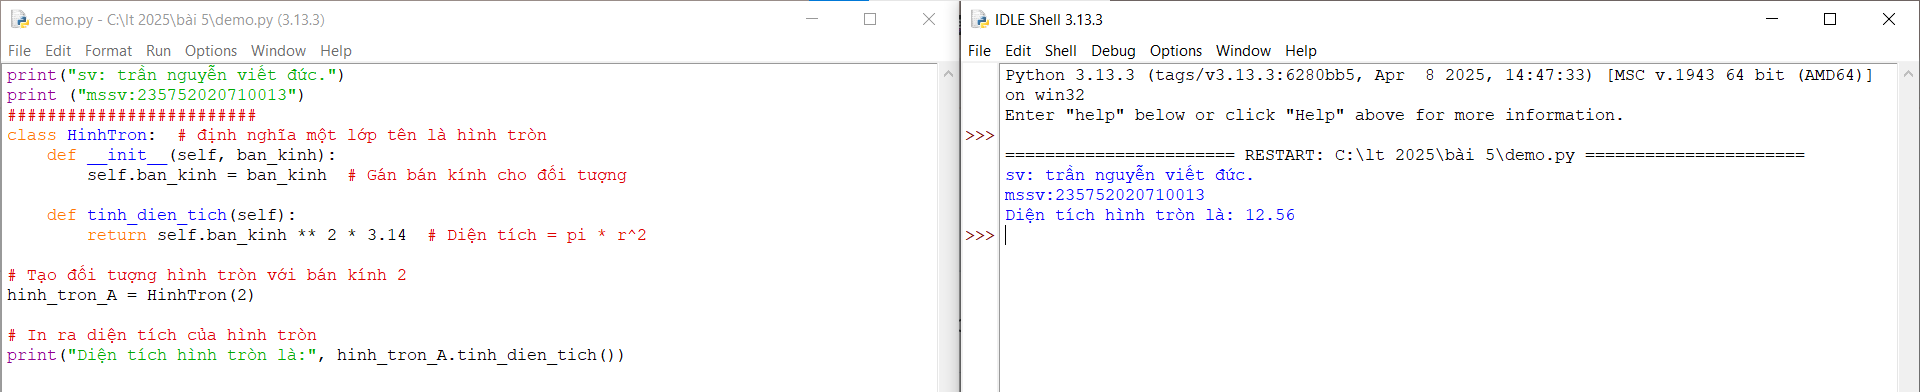 demo.py - C:\lt 2025\bài 5\demo.py (3.13.3)
File Edit Format Run Options Window Help
print("sv: trần nguyễn viết đức.")
print ("mssv:235752020710013")
#########################
class HinhTron:  # định nghĩa một lớp tên là hình tròn
    def __init__(self, ban_kinh):
        self.ban_kinh = ban_kinh  # Gán bán kính cho đối tượng
    def tinh_dien_tich(self):
        return self.ban_kinh ** 2 * 3.14  # Diện tích = pi * r^2
# Tạo đối tượng hình tròn với bán kính 2
hinh_tron_A = HinhTron(2)
# In ra diện tích của hình tròn
print("Diện tích hình tròn là:", hinh_tron_A.tinh_dien_tich())
IDLE Shell 3.13.3
File Edit Shell Debug Options Window Help
Python 3.13.3 (tags/v3.13.3:6280bb5, Apr  8 2025, 14:47:33) [MSC v.1943 64 bit (AMD64)]
on win32
Enter "help" below or click "Help" above for more information.
>>>
======================= RESTART: C:\lt 2025\bài 5\demo.py ======================
sv: trần nguyễn viết đức.
mssv:235752020710013
Diện tích hình tròn là: 12.56
>>>